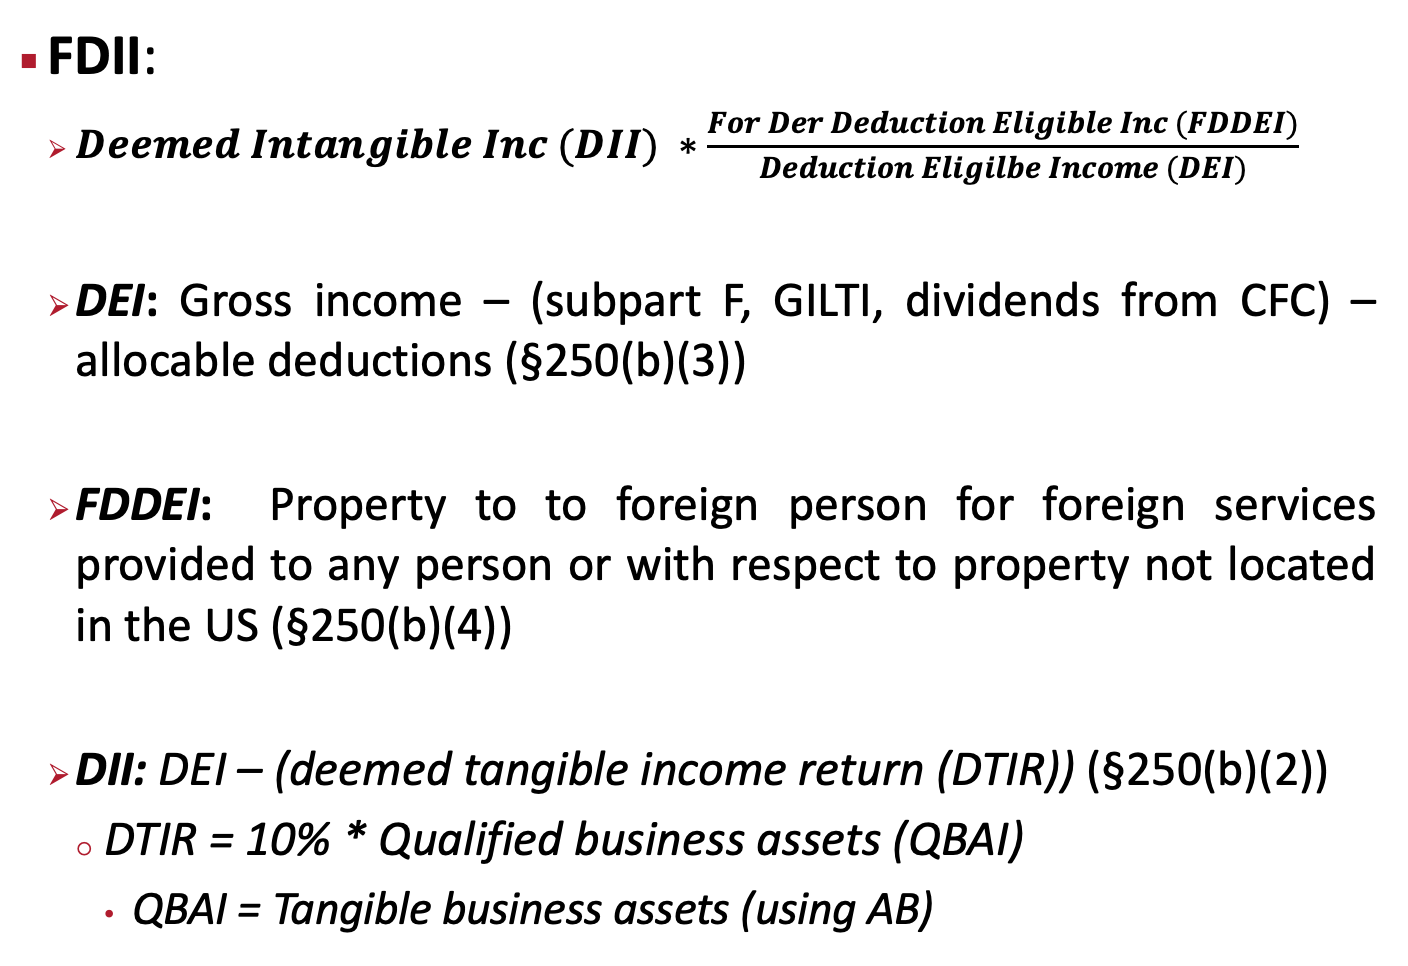 ▪ FDII:
➢ Deemed Intangible Inc (DII) * For Der Deduction Eligible Inc (FDDEI)
Deduction Eligilbe Income (DEI)
➢ DEI: Gross income – (subpart F, GILTI, dividends from CFC) –
allocable deductions (§250(b)(3))
➢ FDDEI: Property to to foreign person for foreign services
provided to any person or with respect to property not located
in the US (§250(b)(4))
➢ DII: DEI – (deemed tangible income return (DTIR)) (§250(b)(2))
○ DTIR = 10% * Qualified business assets (QBAI)
• QBAI = Tangible business assets (using AB)